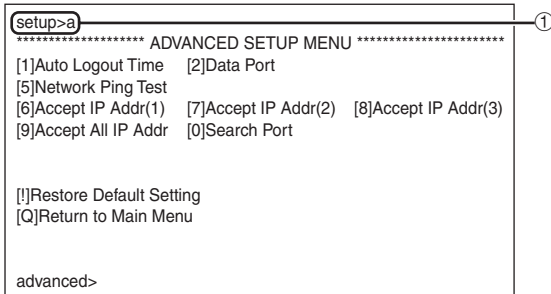 setup>a ①
******************** ADVANCED SETUP MENU ***********************
[1]Auto Logout Time [2]Data Port
[5]Network Ping Test
[6]Accept IP Addr(1) [7]Accept IP Addr(2) [8]Accept IP Addr(3)
[9]Accept All IP Addr [0]Search Port
[!]Restore Default Setting
[Q]Return to Main Menu
advanced>